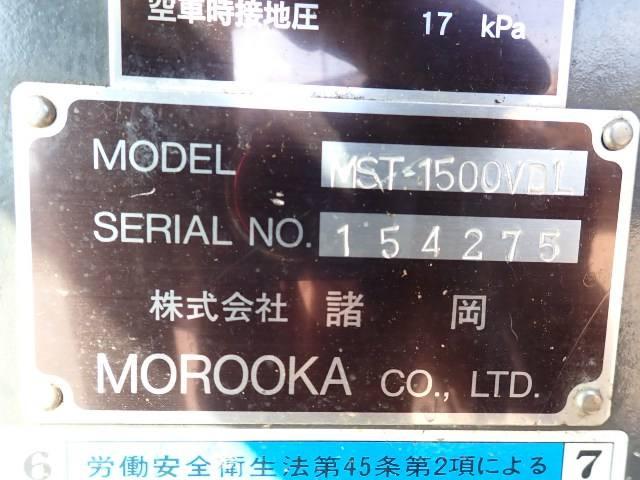 空車時接地圧 17 kPa
MODEL MST-1500VDL
SERIAL NO. 154275
株式会社 諸岡
MOROOKA CO., LTD.
6 労働安全衛生法第45条第2項による 7